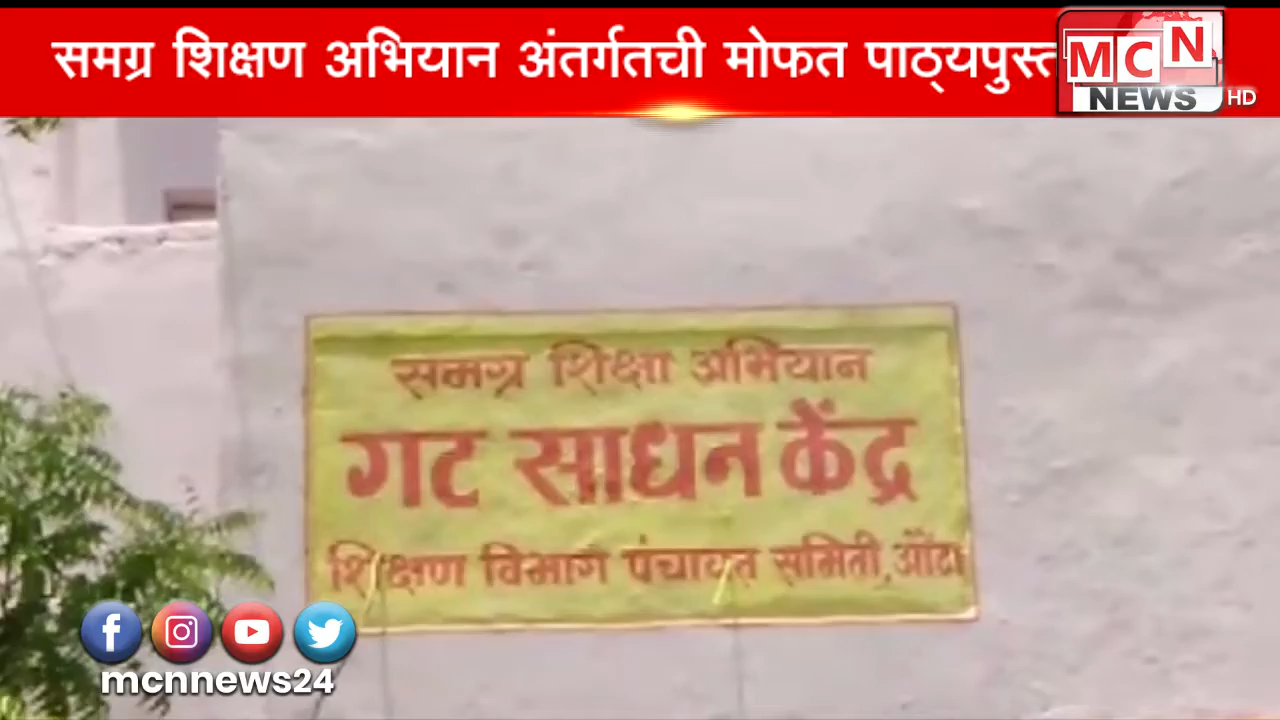 समग्र शिक्षण अभियान अंतर्गतची मोफत पाठ्यपुस्त
MCN
NEWS HD
समग्र शिक्षा अभियान
गट साधन केंद्र
शिक्षण विभाग पंचायत समिती, औंढा
mcnnews24